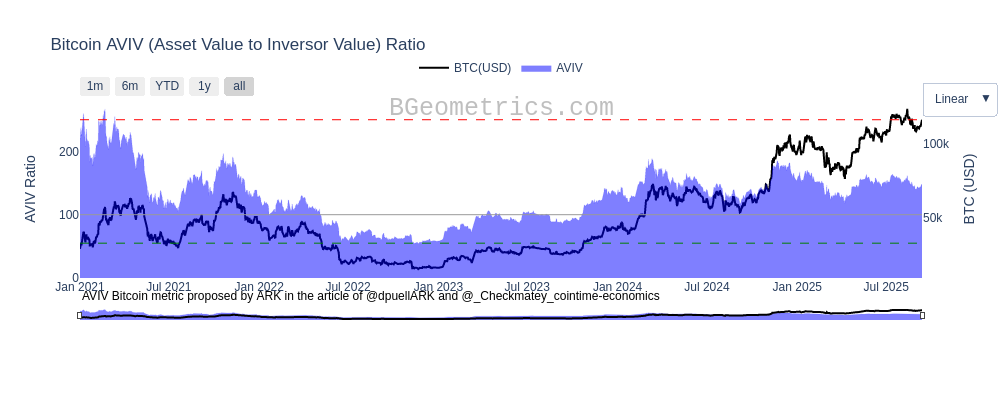 Bitcoin AVIV (Asset Value to Inversor Value) Ratio
BTC(USD) AVIV
1m 6m YTD 1y all
Linear ▼
BGeometrics.com
200
100
0
AVIV Ratio
100k
50k
BTC (USD)
Jan 2021 Jul 2021 Jan 2022 Jul 2022 Jan 2023 Jul 2023 Jan 2024 Jul 2024 Jan 2025 Jul 2025
AVIV Bitcoin metric proposed by ARK in the article of @dpuellARK and @_Checkmatey_cointime-economics